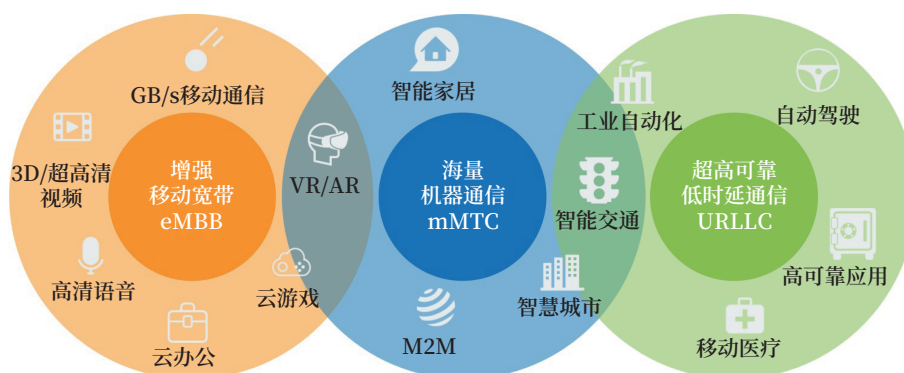 GB/s移动通信
3D/超高清
视频
增强
移动宽带
eMBB
高清语音
云办公
VR/AR
云游戏
智能家居
海量
机器通信
mMTC
M2M
工业自动化
智能交通
智慧城市
自动驾驶
超高可靠
低时延通信
URLLC
高可靠应用
移动医疗